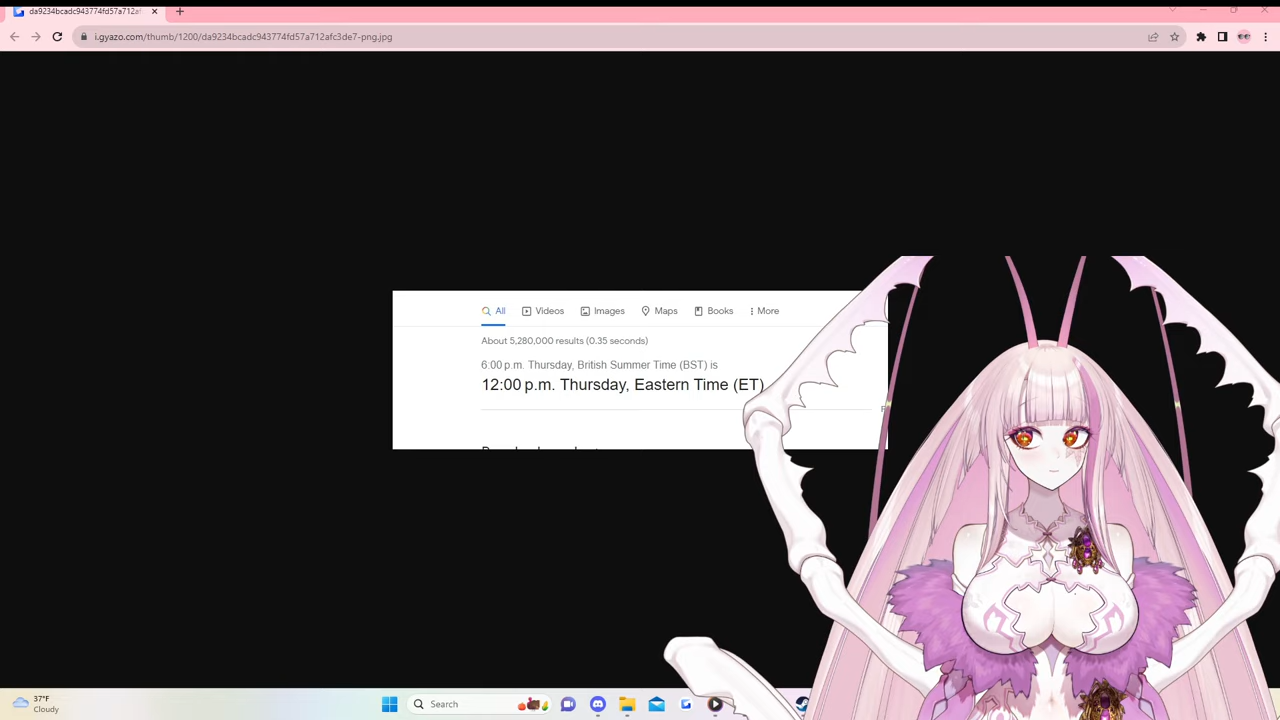 da9234bcadc943774fd57a712a
i.gyazo.com/thumb/1200/da9234bcadc943774fd57a712afc3de7-png.jpg
All Videos Images Maps Books More
About 5,280,000 results (0.35 seconds)
6:00 p.m. Thursday, British Summer Time (BST) is
12:00 p.m. Thursday, Eastern Time (ET)
37°F
Cloudy
Search